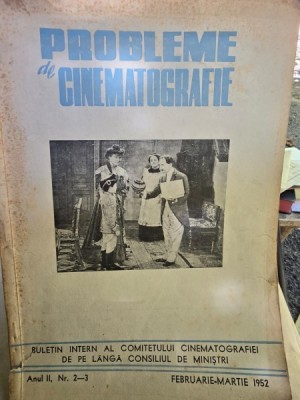 PROBLEME
de CINEMATOGRAFIE
BULETIN INTERN AL COMITETULUI CINEMATOGRAFIEI
DE PE LÂNGA CONSILIUL DE MINIȘTRI
Anul II, Nr. 2—3 FEBRUARIE-MARTIE 1952